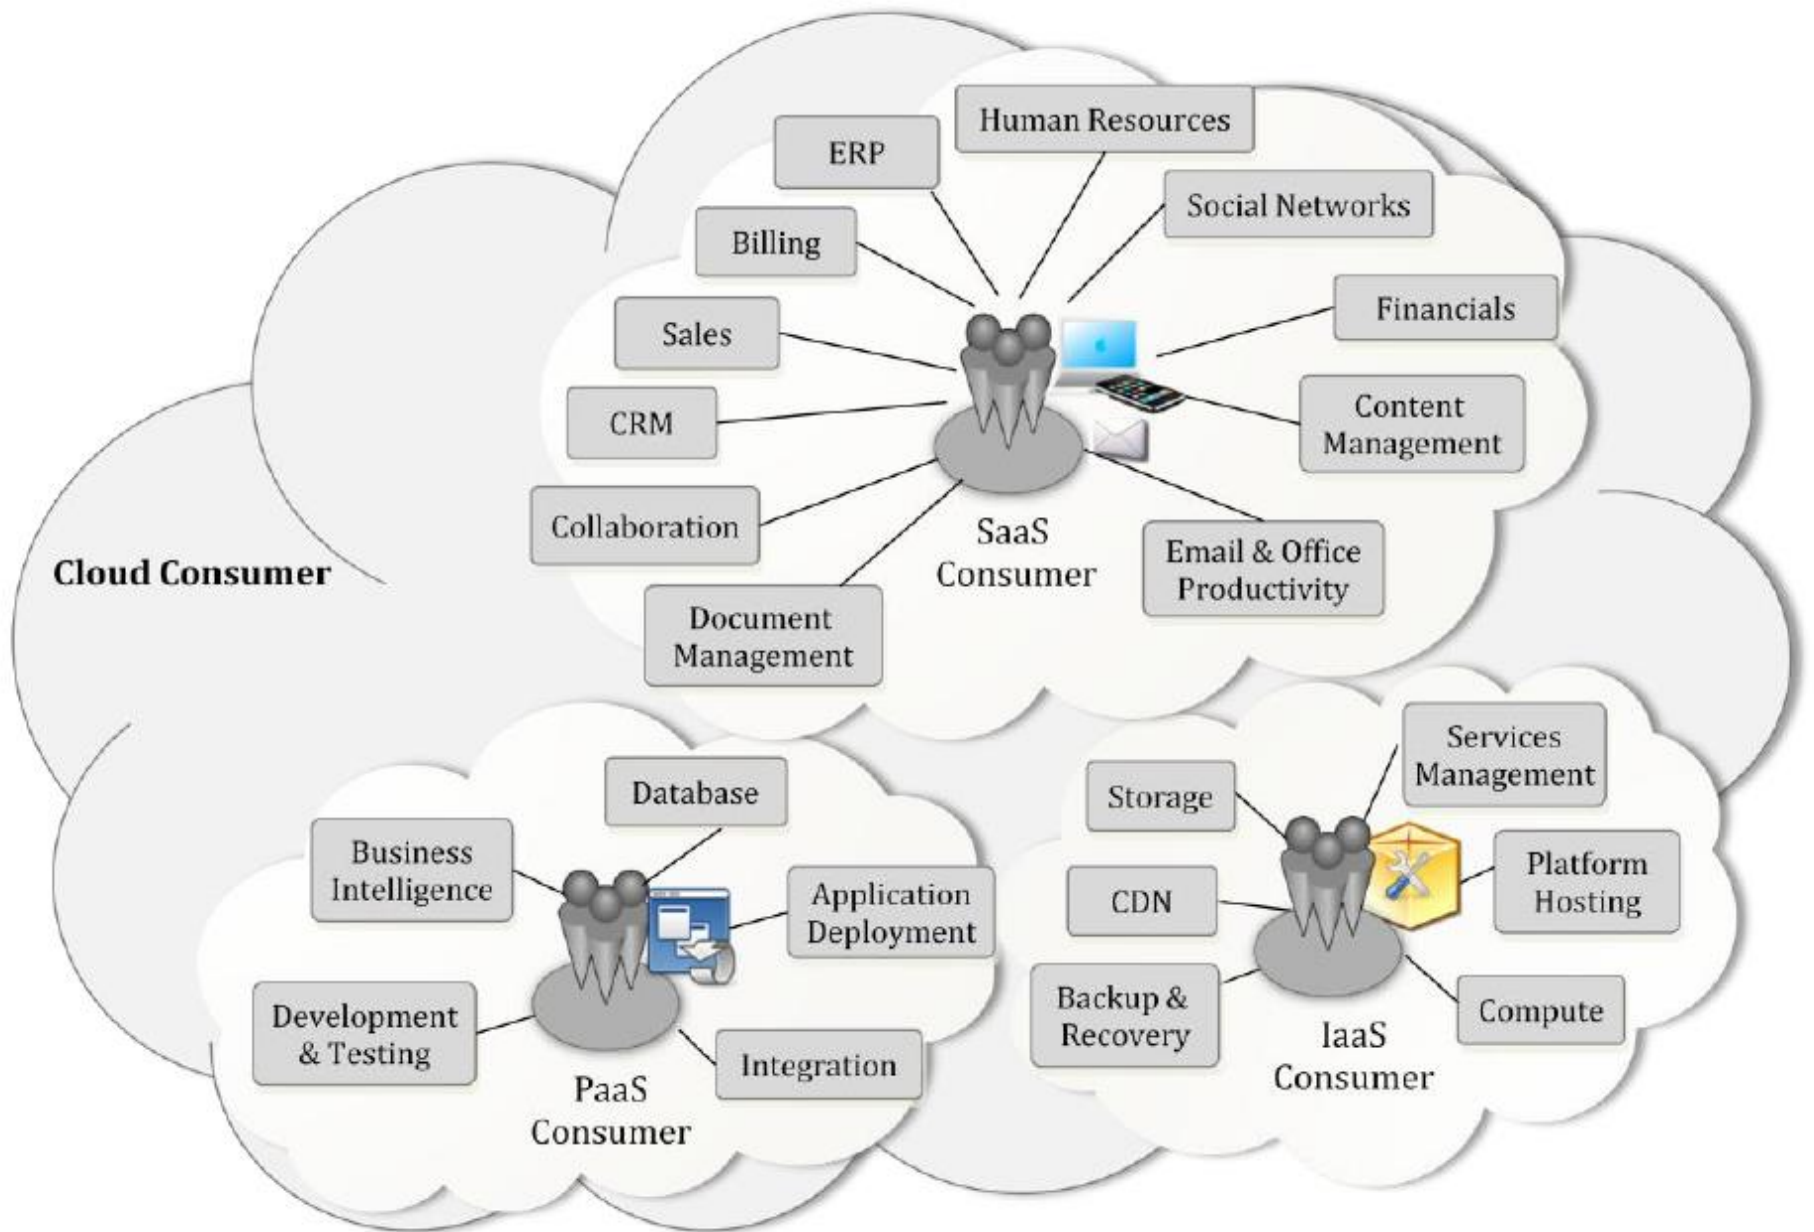 Human Resources
ERP
Social Networks
Billing
Financials
Sales
Content
Management
CRM
Collaboration
SaaS
Consumer
Email & Office
Productivity
Cloud Consumer
Document
Management
Services
Management
Database
Storage
Business
Intelligence
Platform
Hosting
Application
Deployment
CDN
Development
& Testing
Backup &
Recovery
Compute
Integration
IaaS
Consumer
PaaS
Consumer